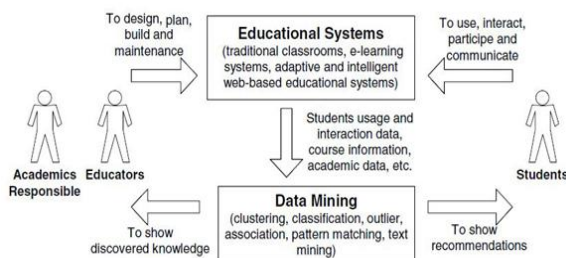 To design, plan,
build and
maintenance
Educational Systems
(traditional classrooms, e-learning
systems, adaptive and intelligent
web-based educational systems)
To use, interact,
participe and
communicate
Students usage and
interaction data,
course information,
academic data, etc.
Academics
Responsible
Educators
Students
Data Mining
(clustering, classification, outlier,
association, pattern matching, text
mining)
To show
discovered knowledge
To show
recommendations